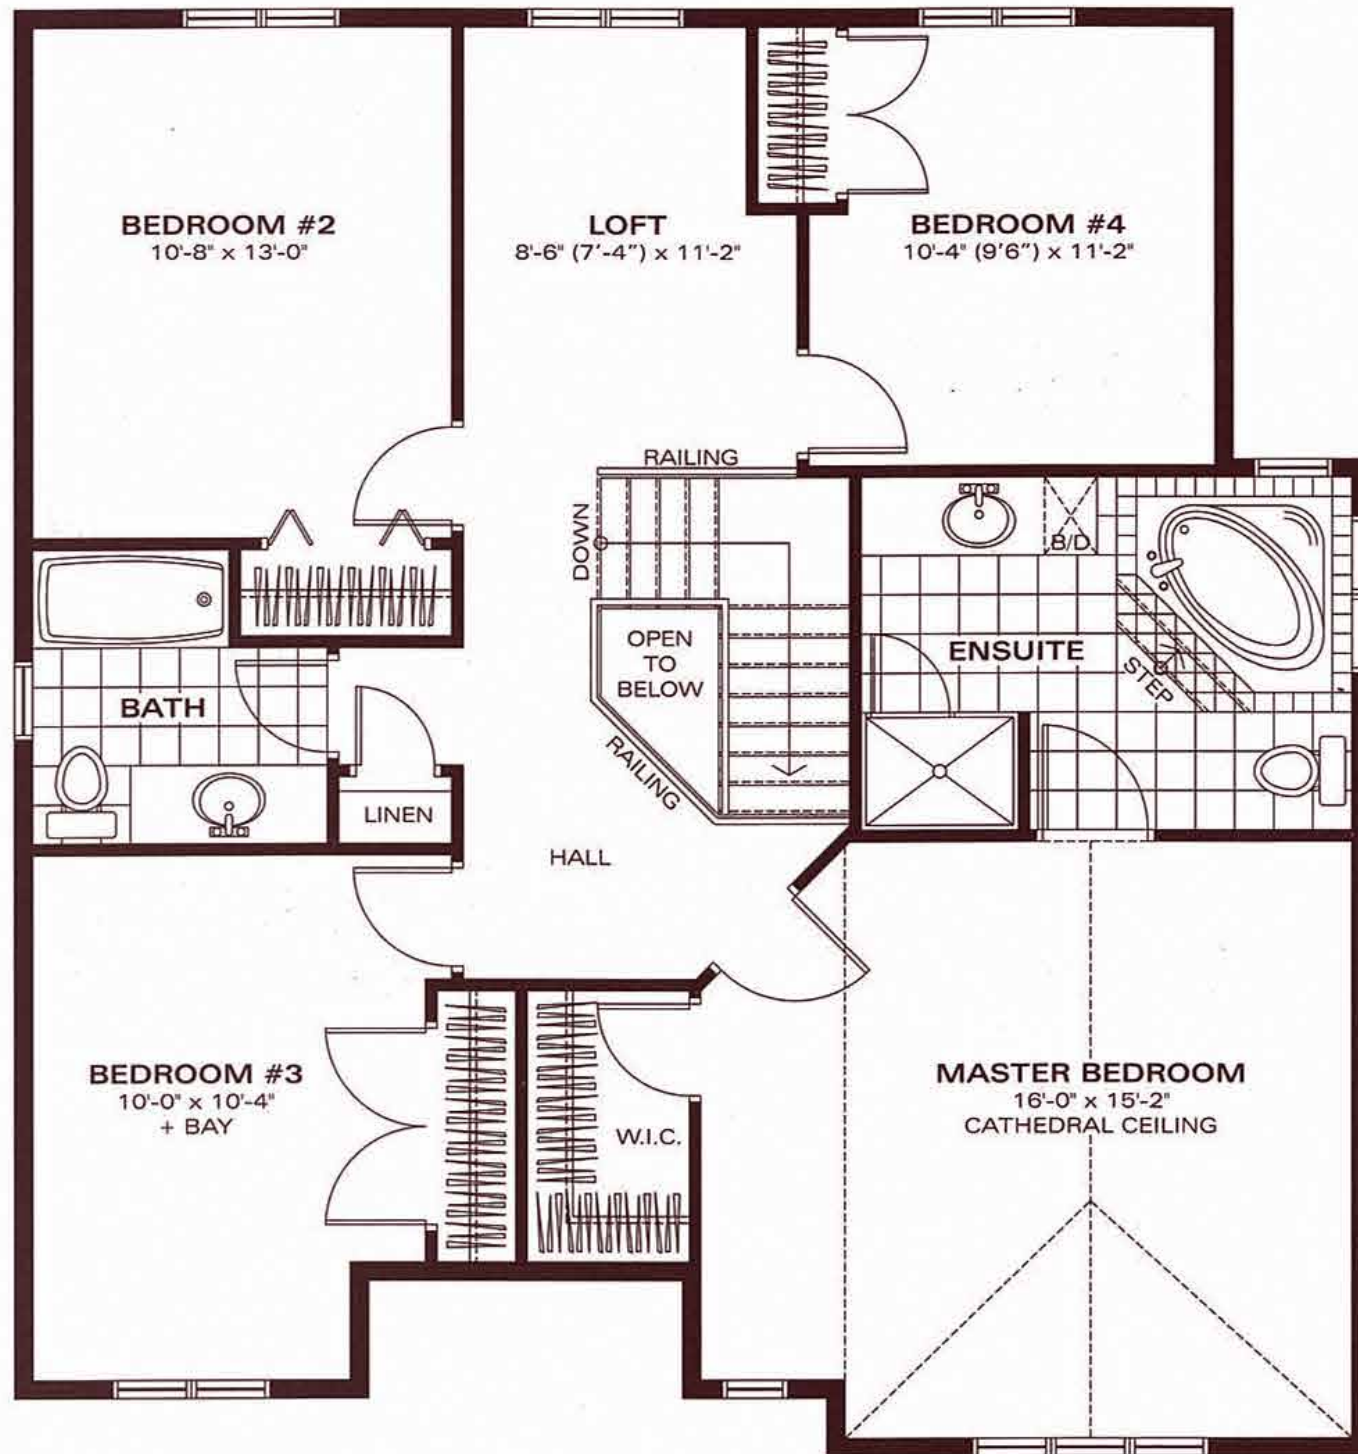 BEDROOM #2
10'-8" x 13'-0"
LOFT
8'-6" (7'-4") x 11'-2"
BEDROOM #4
10'-4" (9'6") x 11'-2"
RAILING
DOWN
B/D
OPEN
TO
BELOW
ENSUITE
STEP
BATH
RAILING
LINEN
HALL
BEDROOM #3
10'-0" x 10'-4"
+ BAY
W.I.C.
MASTER BEDROOM
16'-0" x 15'-2"
CATHEDRAL CEILING